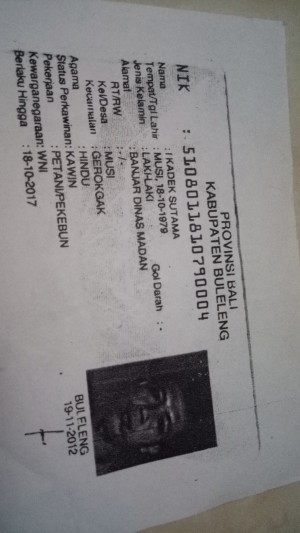 PROVINSI BALI
KABUPATEN BULELENG
NIK : 5108011810790004
Nama : I KADEK SUTAMA
Tempat/Tgl Lahir : MUSI, 18-10-1979
Jenis Kelamin : LAKI-LAKI Gol Darah : -
Alamat : BANJAR DINAS MADAN
RT/RW : -/-
Kel/Desa : MUSI
Kecamatan : GEROKGAK
Agama : HINDU
Status Perkawinan: KAWIN
Pekerjaan : PETANI/PEKEBUN
Kewarganegaraan: WNI
Berlaku Hingga : 18-10-2017
BULELENG
19-11-2012